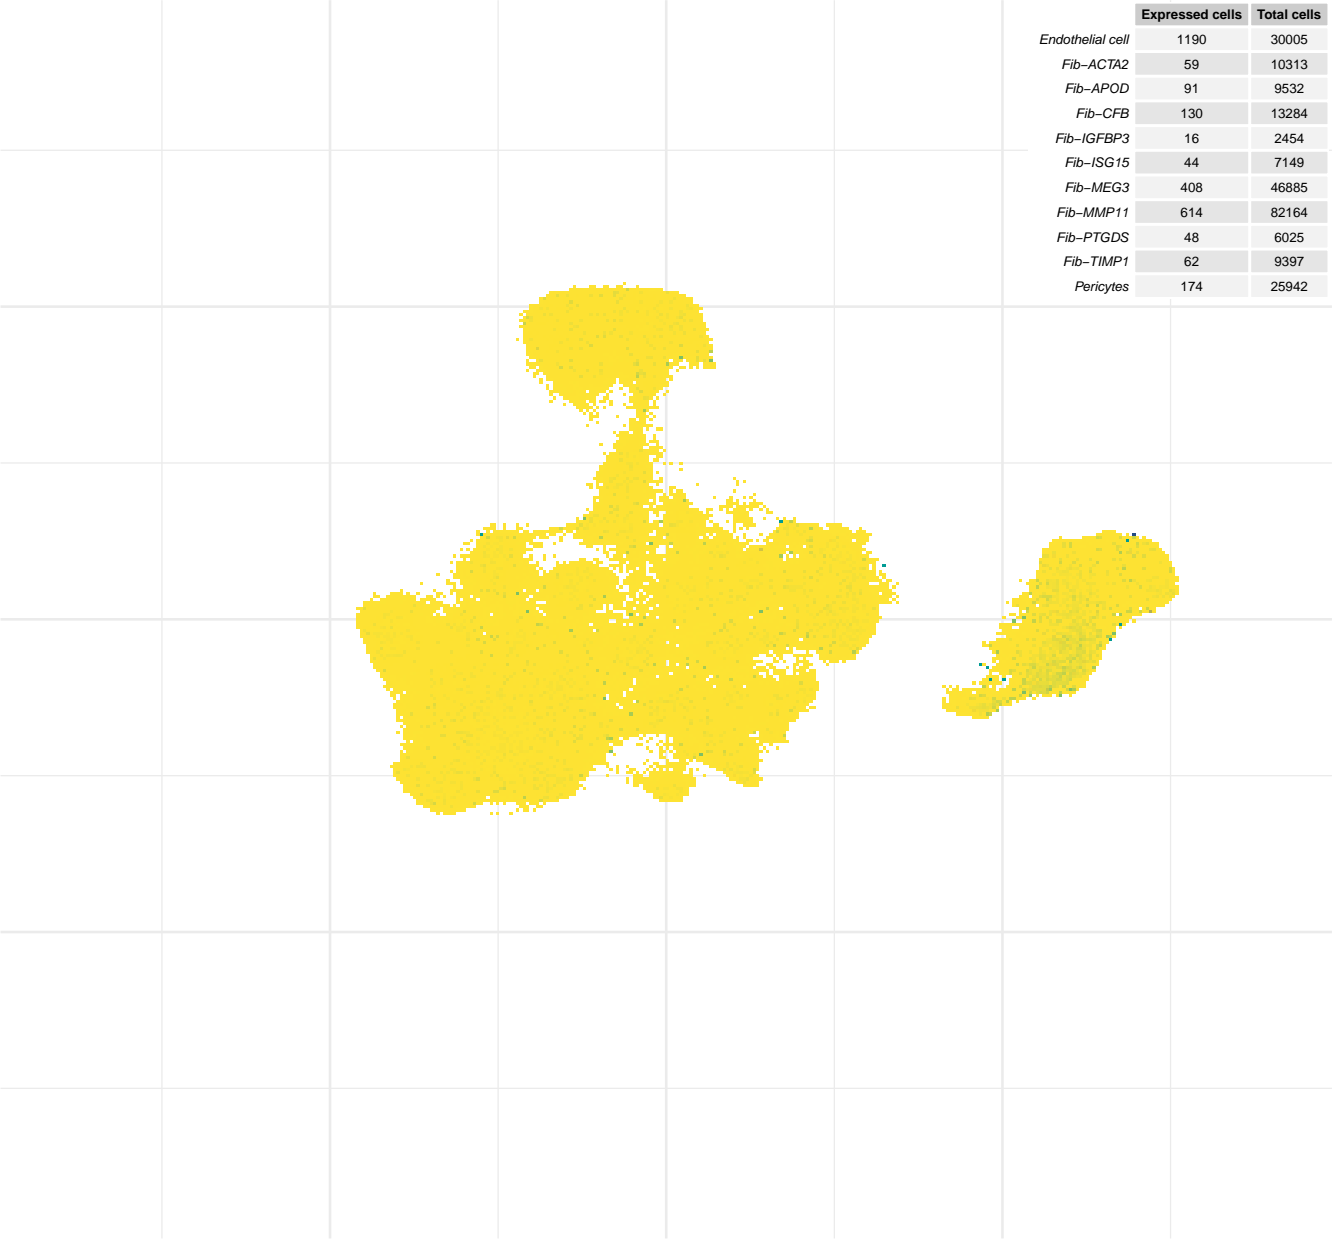 Expressed cells Total cells
Endothelial cell 1190 30005
Fib−ACTA2 59 10313
Fib−APOD 91 9532
Fib−CFB 130 13284
Fib−IGFBP3 16 2454
Fib−ISG15 44 7149
Fib−MEG3 408 46885
Fib−MMP11 614 82164
Fib−PTGDS 48 6025
Fib−TIMP1 62 9397
Pericytes 174 25942